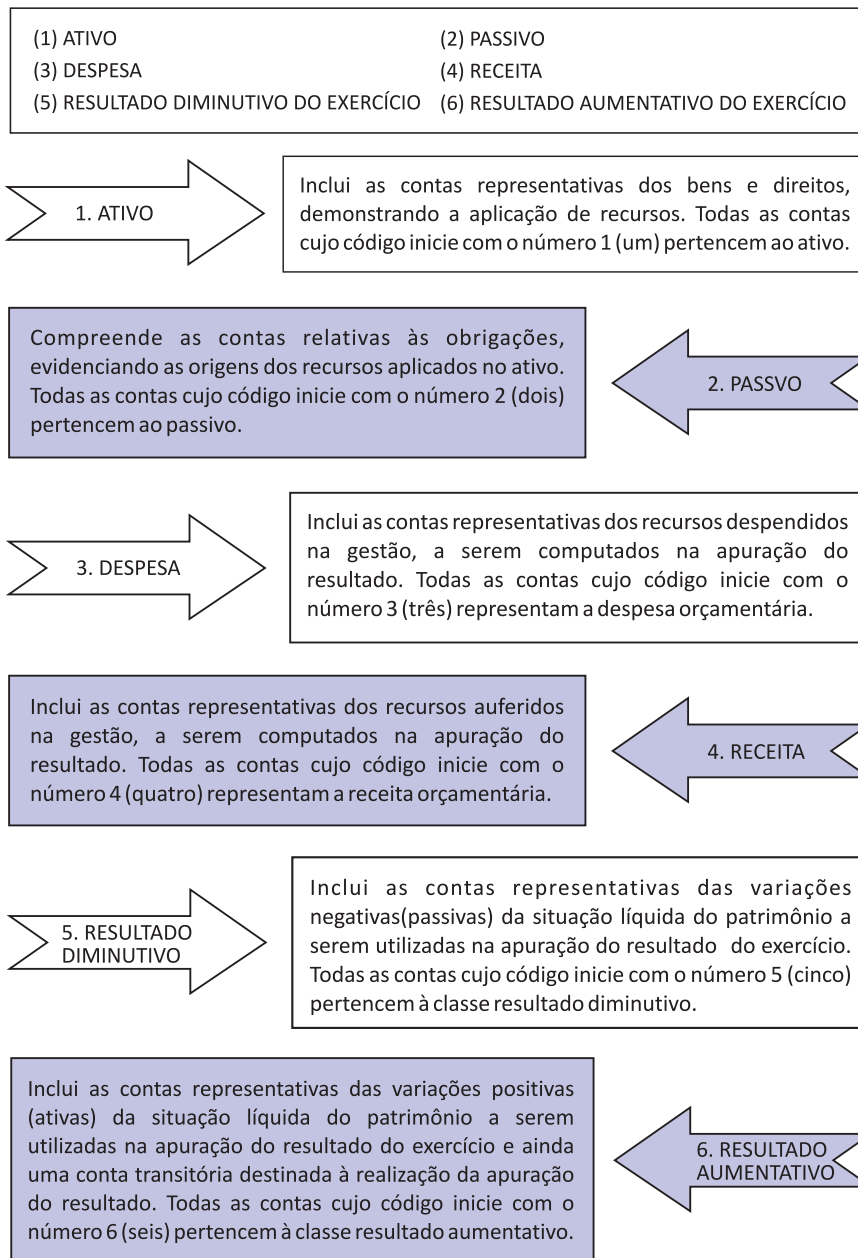 (1) ATIVO (2) PASSIVO
(3) DESPESA (4) RECEITA
(5) RESULTADO DIMINUTIVO DO EXERCÍCIO (6) RESULTADO AUMENTATIVO DO EXERCÍCIO
1. ATIVO
Inclui as contas representativas dos bens e direitos,
demonstrando a aplicação de recursos. Todas as contas
cujo código inicie com o número 1 (um) pertencem ao ativo.
Compreende as contas relativas às obrigações,
evidenciando as origens dos recursos aplicados no ativo.
Todas as contas cujo código inicie com o número 2 (dois)
pertencem ao passivo.
2. PASSVO
3. DESPESA
Inclui as contas representativas dos recursos despendidos
na gestão, a serem computados na apuração do
resultado. Todas as contas cujo código inicie com o
número 3 (três) representam a despesa orçamentária.
Inclui as contas representativas dos recursos auferidos
na gestão, a serem computados na apuração do
resultado. Todas as contas cujo código inicie com o
número 4 (quatro) representam a receita orçamentária.
4. RECEITA
5. RESULTADO
DIMINUTIVO
Inclui as contas representativas das variações
negativas(passivas) da situação líquida do patrimônio a
serem utilizadas na apuração do resultado do exercício.
Todas as contas cujo código inicie com o número 5 (cinco)
pertencem à classe resultado diminutivo.
Inclui as contas representativas das variações positivas
(ativas) da situação líquida do patrimônio a serem
utilizadas na apuração do resultado do exercício e ainda
uma conta transitória destinada à realização da apuração
do resultado. Todas as contas cujo código inicie com o
número 6 (seis) pertencem à classe resultado aumentativo.
6. RESULTADO
AUMENTATIVO